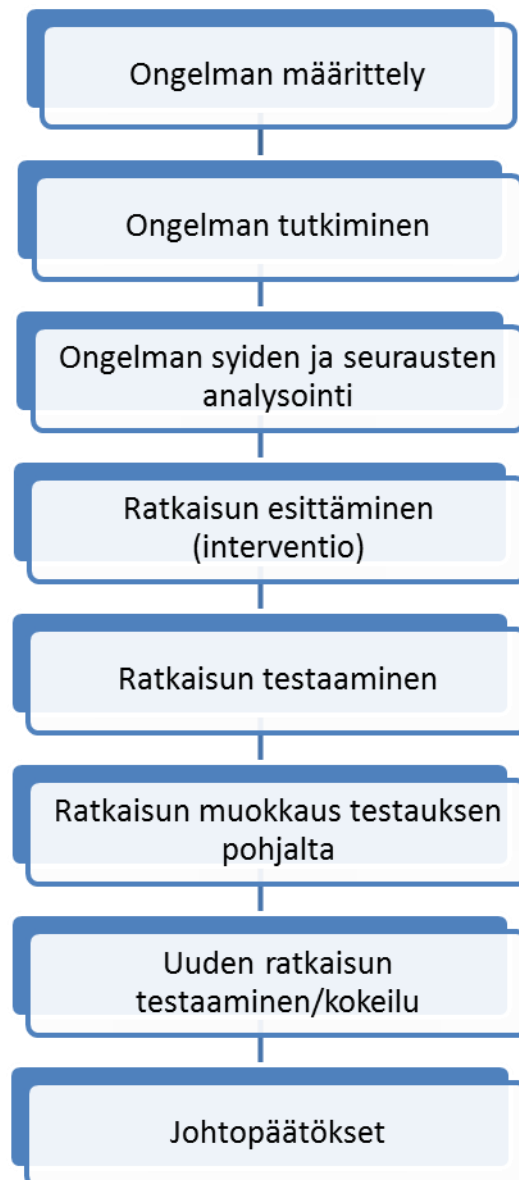 Ongelman määrittely
Ongelman tutkiminen
Ongelman syiden ja seurausten
analysointi
Ratkaisun esittäminen
(interventio)
Ratkaisun testaaminen
Ratkaisun muokkaus testauksen
pohjalta
Uuden ratkaisun
testaaminen/kokeilu
Johtopäätökset